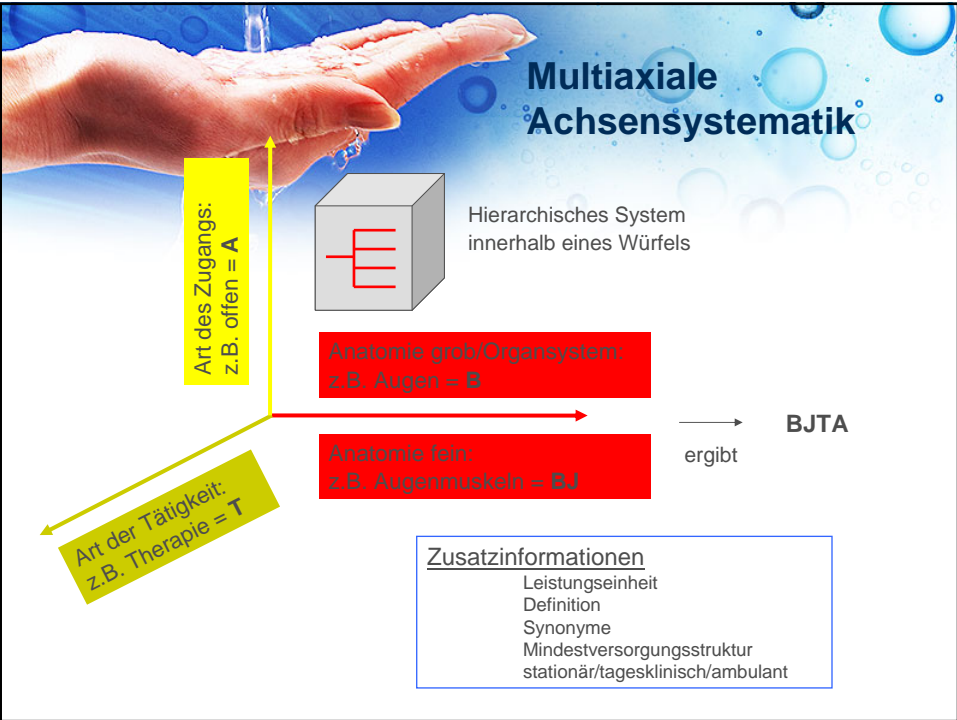 Multiaxiale
Achsensystematik
Art des Zugangs:
z.B. offen = A
Hierarchisches System
innerhalb eines Würfels
Anatomie grob/Organsystem:
z.B. Augen = B
Anatomie fein:
z.B. Augenmuskeln = BJ
BJTA
ergibt
Art der Tätigkeit:
z.B. Therapie = T
Zusatzinformationen
Leistungseinheit
Definition
Synonyme
Mindestversorgungsstruktur
stationär/tagesklinisch/ambulant